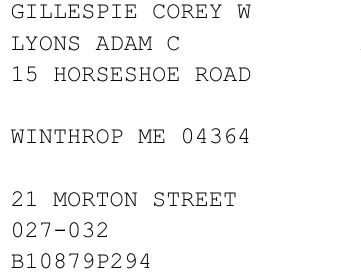 GILLESPIE COREY W
LYONS ADAM C
15 HORSESHOE ROAD
WINTHROP ME 04364
21 MORTON STREET
027-032
B10879P294